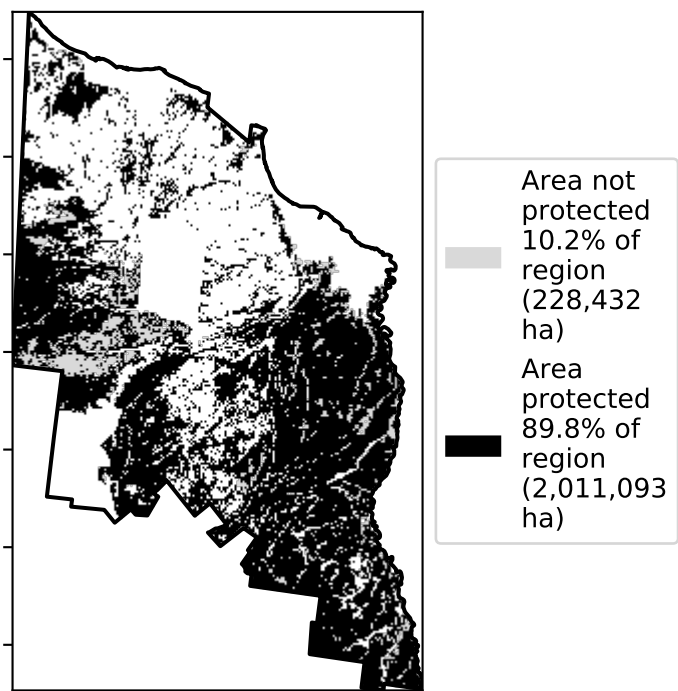 Area not
protected
10.2% of
region
(228,432
ha)
Area
protected
89.8% of
region
(2,011,093
ha)